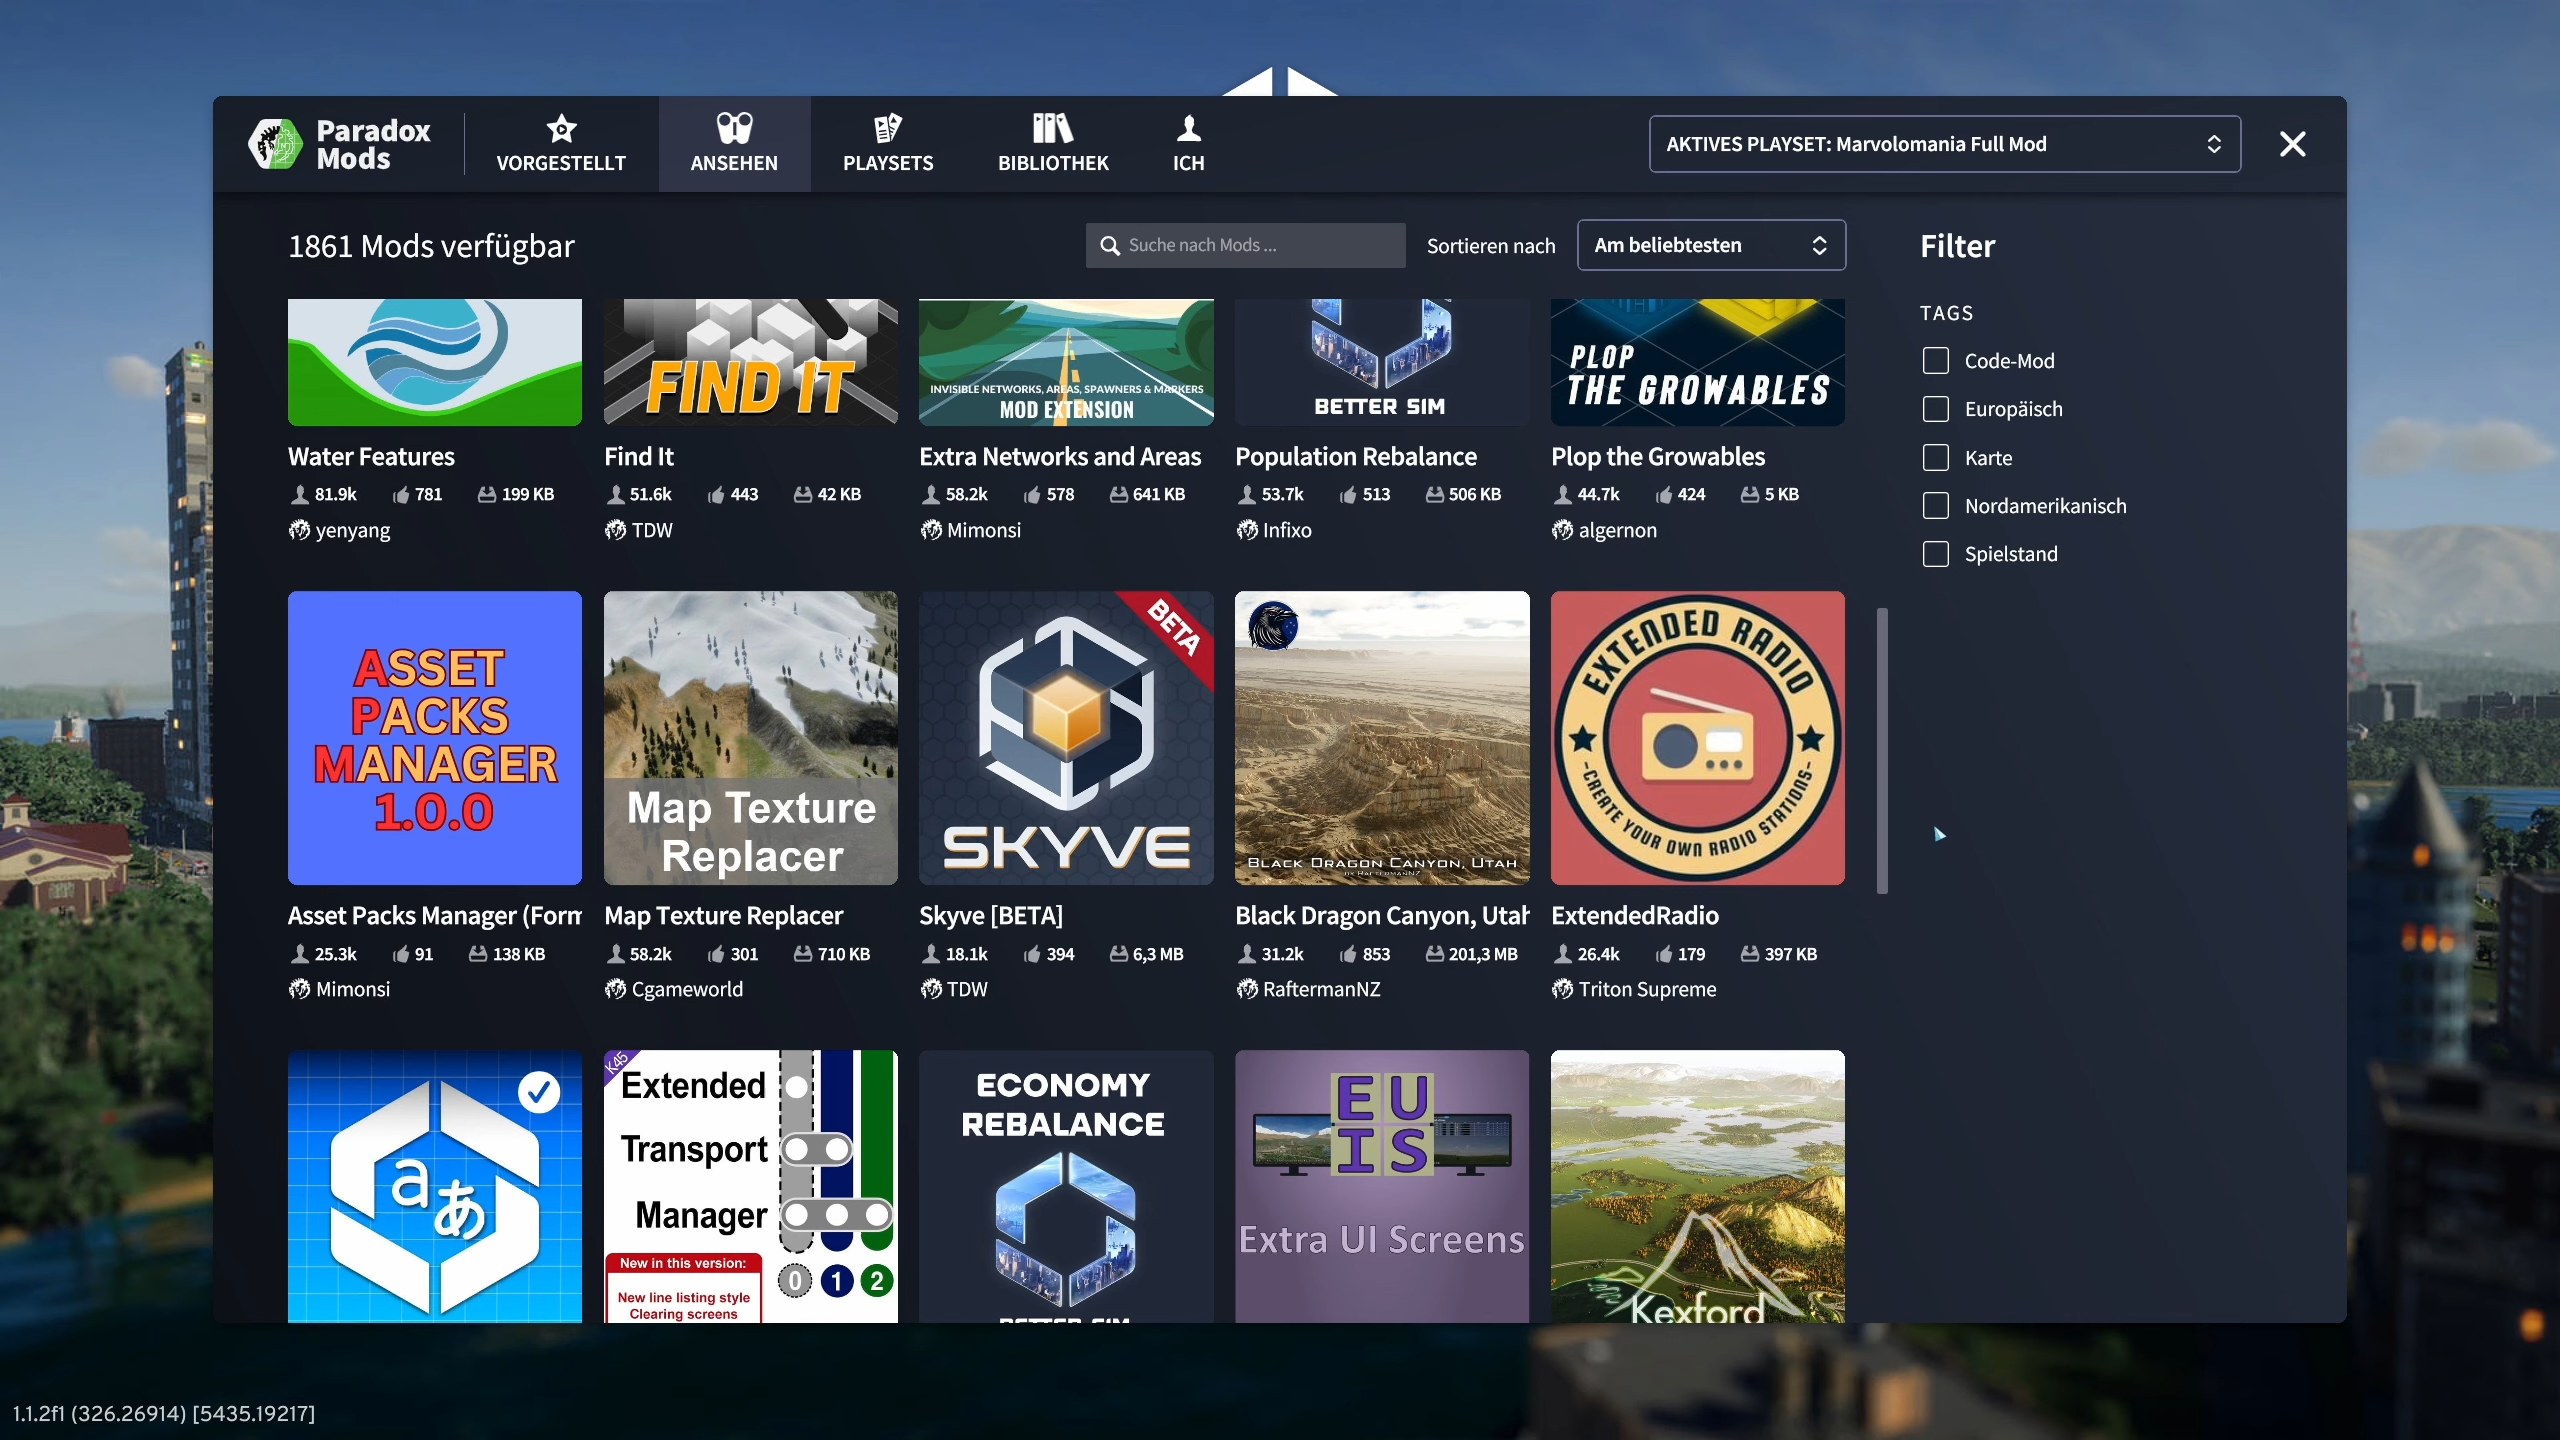 Paradox
Mods
VORGESTELLT
ANSEHEN
PLAYSETS
BIBLIOTHEK
ICH
AKTIVES PLAYSET: Marvolomania Full Mod
1861 Mods verfügbar
Suche nach Mods ...
Sortieren nach
Am beliebtesten
Filter
TAGS
Code-Mod
Europäisch
Karte
Nordamerikanisch
Spielstand
FIND IT
INVISIBLE NETWORKS, AREAS, SPAWNERS & MARKERS
MOD EXTENSION
BETTER SIM
PLOP
THE GROWABLES
Water Features
81.9k 781 199 KB
yenyang
Find It
51.6k 443 42 KB
TDW
Extra Networks and Areas
58.2k 578 641 KB
Mimonsi
Population Rebalance
53.7k 513 506 KB
Infixo
Plop the Growables
44.7k 424 5 KB
algernon
ASSET
PACKS
MANAGER
1.0.0
Map Texture
Replacer
BETA
SKYVE
BLACK DRAGON CANYON, UTAH
BY RAFTERMANNZ
EXTENDED RADIO
-CREATE YOUR OWN RADIO STATIONS-
Asset Packs Manager (Form
25.3k 91 138 KB
Mimonsi
Map Texture Replacer
58.2k 301 710 KB
Cgameworld
Skyve [BETA]
18.1k 394 6,3 MB
TDW
Black Dragon Canyon, Utah
31.2k 853 201,3 MB
RaftermanNZ
ExtendedRadio
26.4k 179 397 KB
Triton Supreme
aあ
K45
Extended
Transport
Manager
New in this version:
New line listing style
Clearing screens
0 1 2
ECONOMY
REBALANCE
BETTER SIM
EU
IS
Extra UI Screens
Kexford
1.1.2f1 (326.26914) [5435.19217]